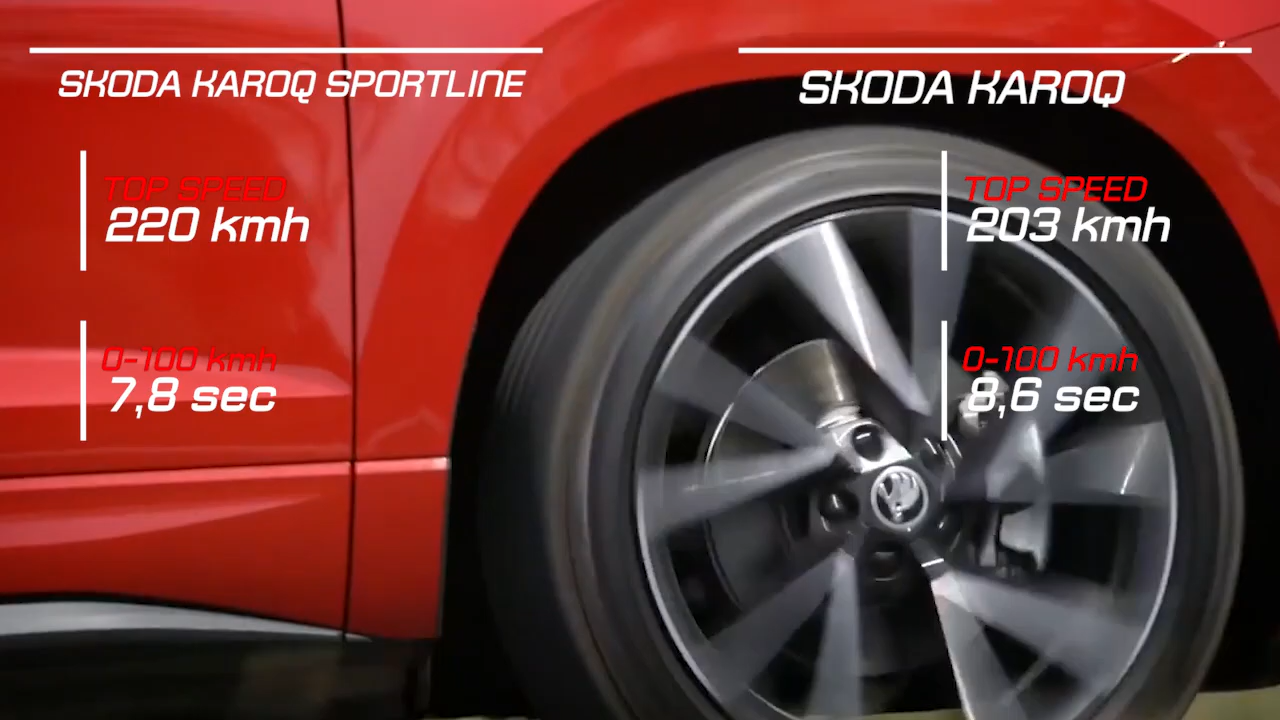 SKODA KAROQ SPORTLINE
TOP SPEED
220 kmh
0-100 kmh
7,8 sec
SKODA KAROQ
TOP SPEED
203 kmh
0-100 kmh
8,6 sec